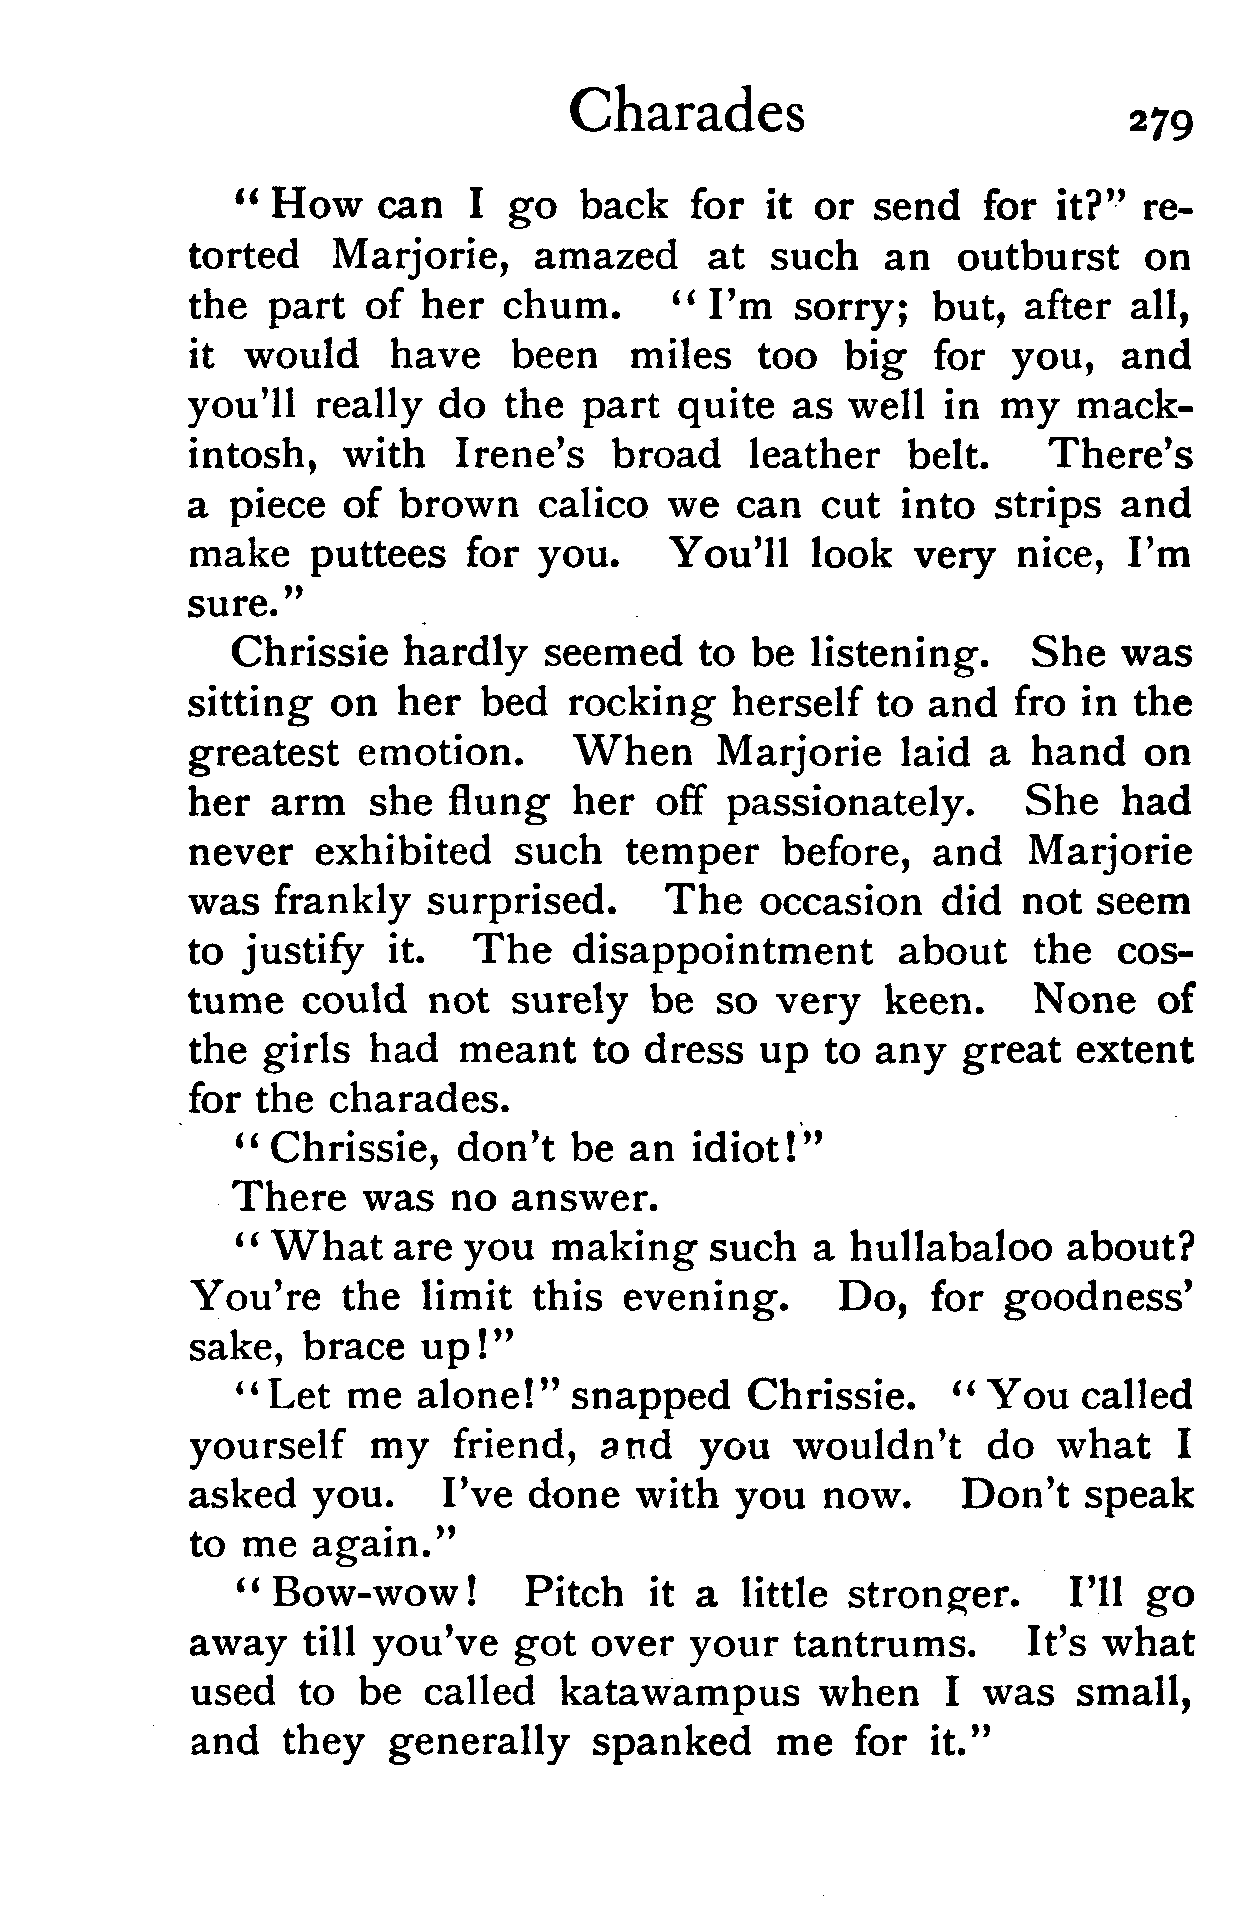 Charades 279
“How can I go back for it or send for it?” re-
torted Marjorie, amazed at such an outburst on
the part of her chum. “I’m sorry; but, after all,
it would have been miles too big for you, and
you’ll really do the part quite as well in my mack-
intosh, with Irene’s broad leather belt. There’s
a piece of brown calico we can cut into strips and
make puttees for you. You’ll look very nice, I’m
sure.”
Chrissie hardly seemed to be listening. She was
sitting on her bed rocking herself to and fro in the
greatest emotion. When Marjorie laid a hand on
her arm she flung her off passionately. She had
never exhibited such temper before, and Marjorie
was frankly surprised. The occasion did not seem
to justify it. The disappointment about the cos-
tume could not surely be so very keen. None of
the girls had meant to dress up to any great extent
for the charades.
“Chrissie, don’t be an idiot!”
There was no answer.
“What are you making such a hullabaloo about?
You’re the limit this evening. Do, for goodness’
sake, brace up!”
“Let me alone!” snapped Chrissie. “You called
yourself my friend, and you wouldn’t do what I
asked you. I’ve done with you now. Don’t speak
to me again.”
“Bow-wow! Pitch it a little stronger. I’ll go
away till you’ve got over your tantrums. It’s what
used to be called katawampus when I was small,
and they generally spanked me for it.”